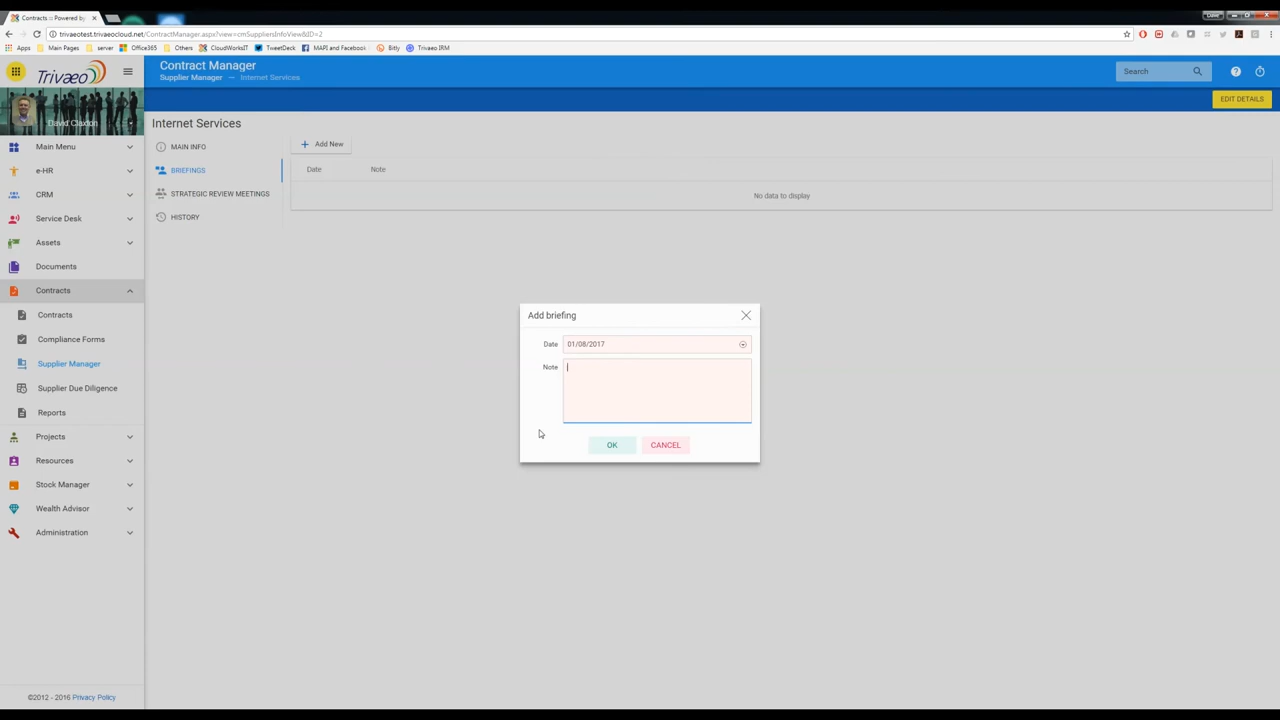 Contracts :: Powered by
Dave
trivaeotest.trivaeocloud.net/ContractManager.aspx?view=cmSuppliersInfoView&ID=2
Apps Main Pages server Office365 Others CloudWorksIT TweetDeck MAPI and Facebook Bitly Trivaeo IRM
Trivaeo
Contract Manager
Supplier Manager — Internet Services
Search
EDIT DETAILS
David Claxton
Internet Services
Main Menu
e-HR
CRM
Service Desk
Assets
Documents
Contracts
Contracts
Compliance Forms
Supplier Manager
Supplier Due Diligence
Reports
Projects
Resources
Stock Manager
Wealth Advisor
Administration
©2012 - 2016 Privacy Policy
MAIN INFO
BRIEFINGS
STRATEGIC REVIEW MEETINGS
HISTORY
Add New
Date Note
No data to display
Add briefing
Date 01/08/2017
Note
OK CANCEL